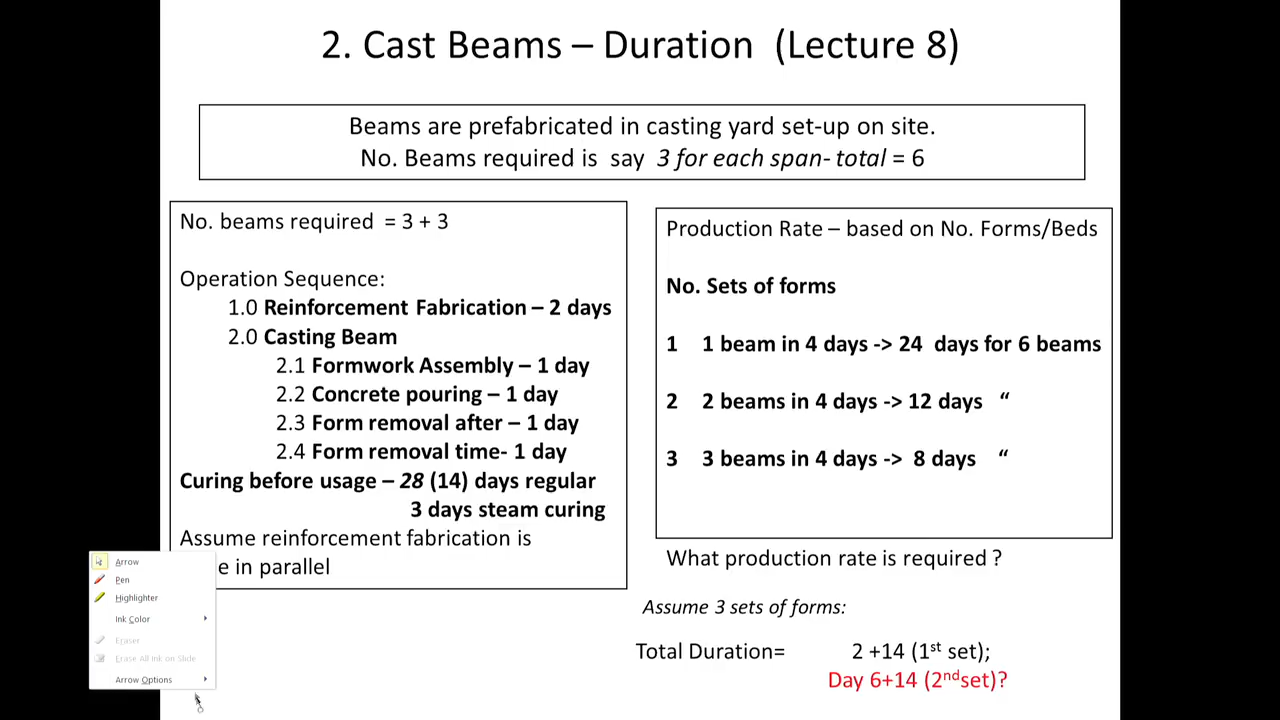 2. Cast Beams – Duration (Lecture 8)
Beams are prefabricated in casting yard set-up on site.
No. Beams required is say 3 for each span- total = 6
No. beams required = 3 + 3
Operation Sequence:
1.0 Reinforcement Fabrication – 2 days
2.0 Casting Beam
2.1 Formwork Assembly – 1 day
2.2 Concrete pouring – 1 day
2.3 Form removal after – 1 day
2.4 Form removal time- 1 day
Curing before usage – 28 (14) days regular
3 days steam curing
Assume reinforcement fabrication is
e in parallel
Production Rate – based on No. Forms/Beds
No. Sets of forms
1 1 beam in 4 days -> 24 days for 6 beams
2 2 beams in 4 days -> 12 days “
3 3 beams in 4 days -> 8 days “
What production rate is required ?
Assume 3 sets of forms:
Total Duration= 2 +14 (1st set);
Day 6+14 (2ndset)?
Arrow
Pen
Highlighter
Ink Color
Eraser
Erase All Ink on Slide
Arrow Options